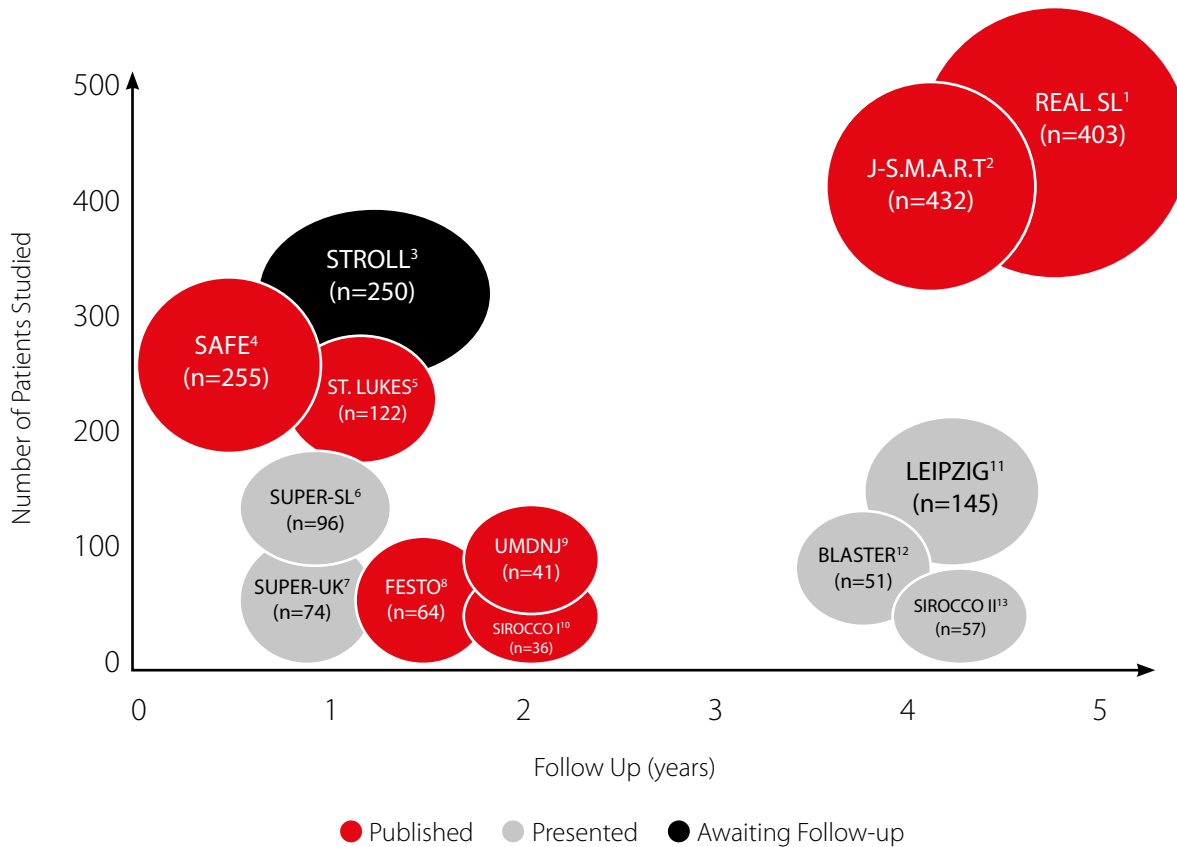 Number of Patients Studied
500
400
300
200
100
0
REAL SL1
(n=403)
J-S.M.A.R.T2
(n=432)
STROLL3
(n=250)
SAFE4
(n=255)
ST. LUKES5
(n=122)
SUPER-SL6
(n=96)
SUPER-UK7
(n=74)
FESTO8
(n=64)
UMDNJ9
(n=41)
SIROCCO I10
(n=36)
LEIPZIG11
(n=145)
BLASTER12
(n=51)
SIROCCO II13
(n=57)
0 1 2 3 4 5
Follow Up (years)
Published Presented Awaiting Follow-up